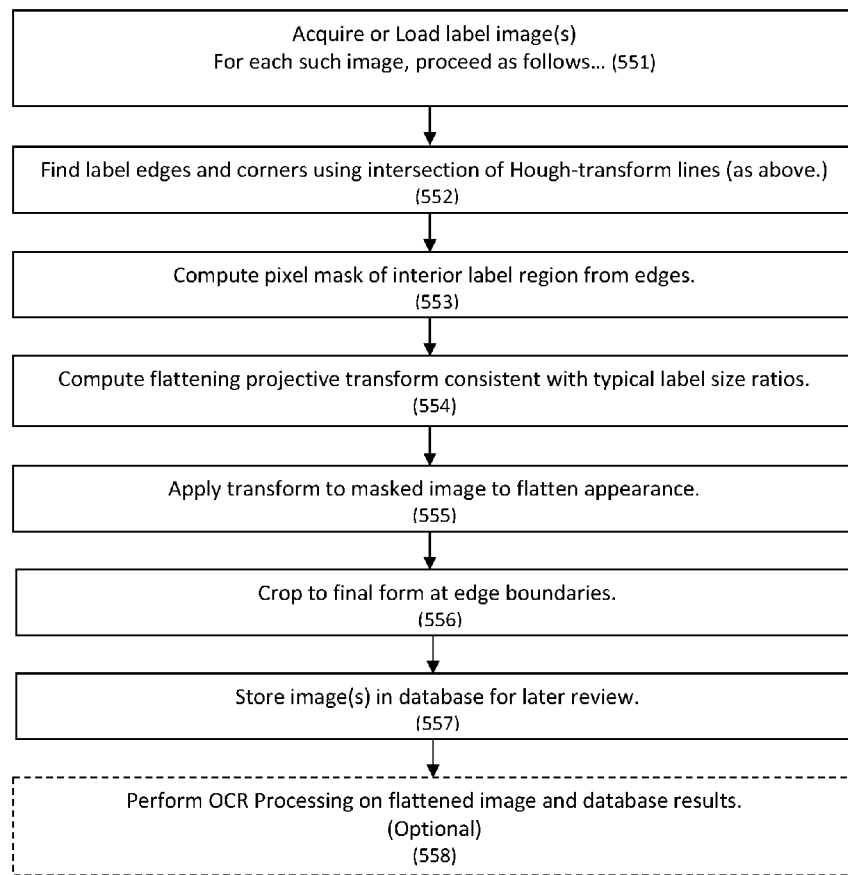 Acquire or Load label image(s)
For each such image, proceed as follows... (551)
Find label edges and corners using intersection of Hough-transform lines (as above.)
(552)
Compute pixel mask of interior label region from edges.
(553)
Compute flattening projective transform consistent with typical label size ratios.
(554)
Apply transform to masked image to flatten appearance.
(555)
Crop to final form at edge boundaries.
(556)
Store image(s) in database for later review.
(557)
Perform OCR Processing on flattened image and database results.
(Optional)
(558)